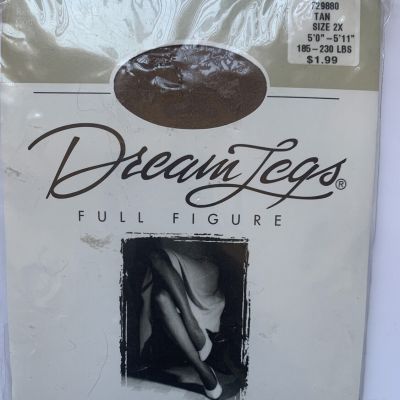 729880
TAN
SIZE 2X
5'0"-5'11"
185-230 LBS
$1.99
Dream Legs®
FULL FIGURE